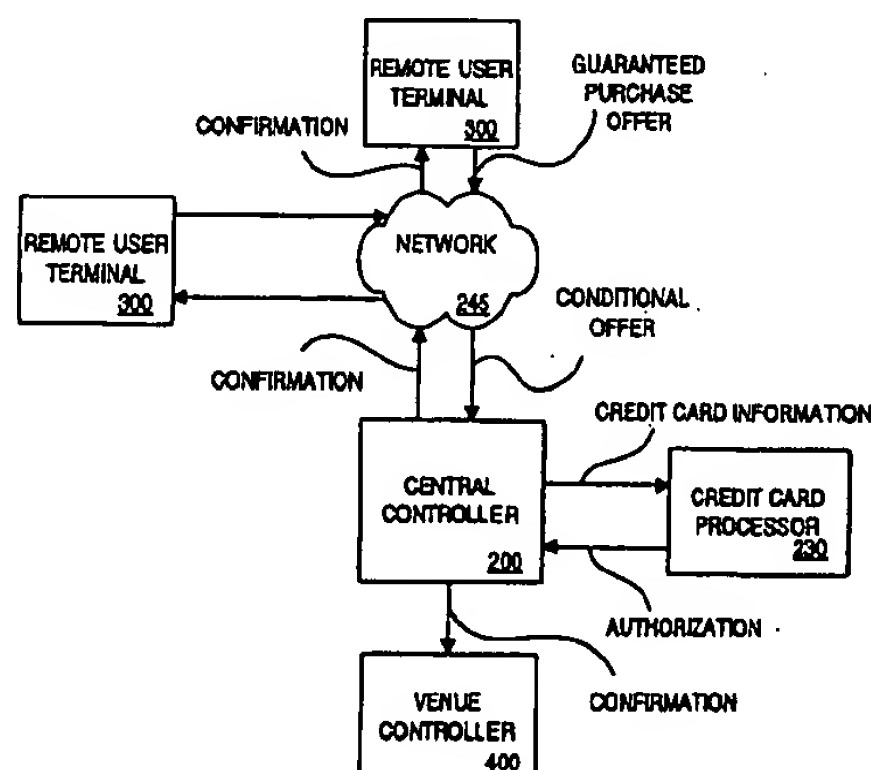 REMOTE USER
TERMINAL
300
GUARANTEED
PURCHASE
OFFER
CONFIRMATION
REMOTE USER
TERMINAL
300
NETWORK
245
CONDITIONAL
OFFER
CONFIRMATION
CREDIT CARD INFORMATION
CENTRAL
CONTROLLER
200
CREDIT CARD
PROCESSOR
230
AUTHORIZATION
CONFIRMATION
VENUE
CONTROLLER
400